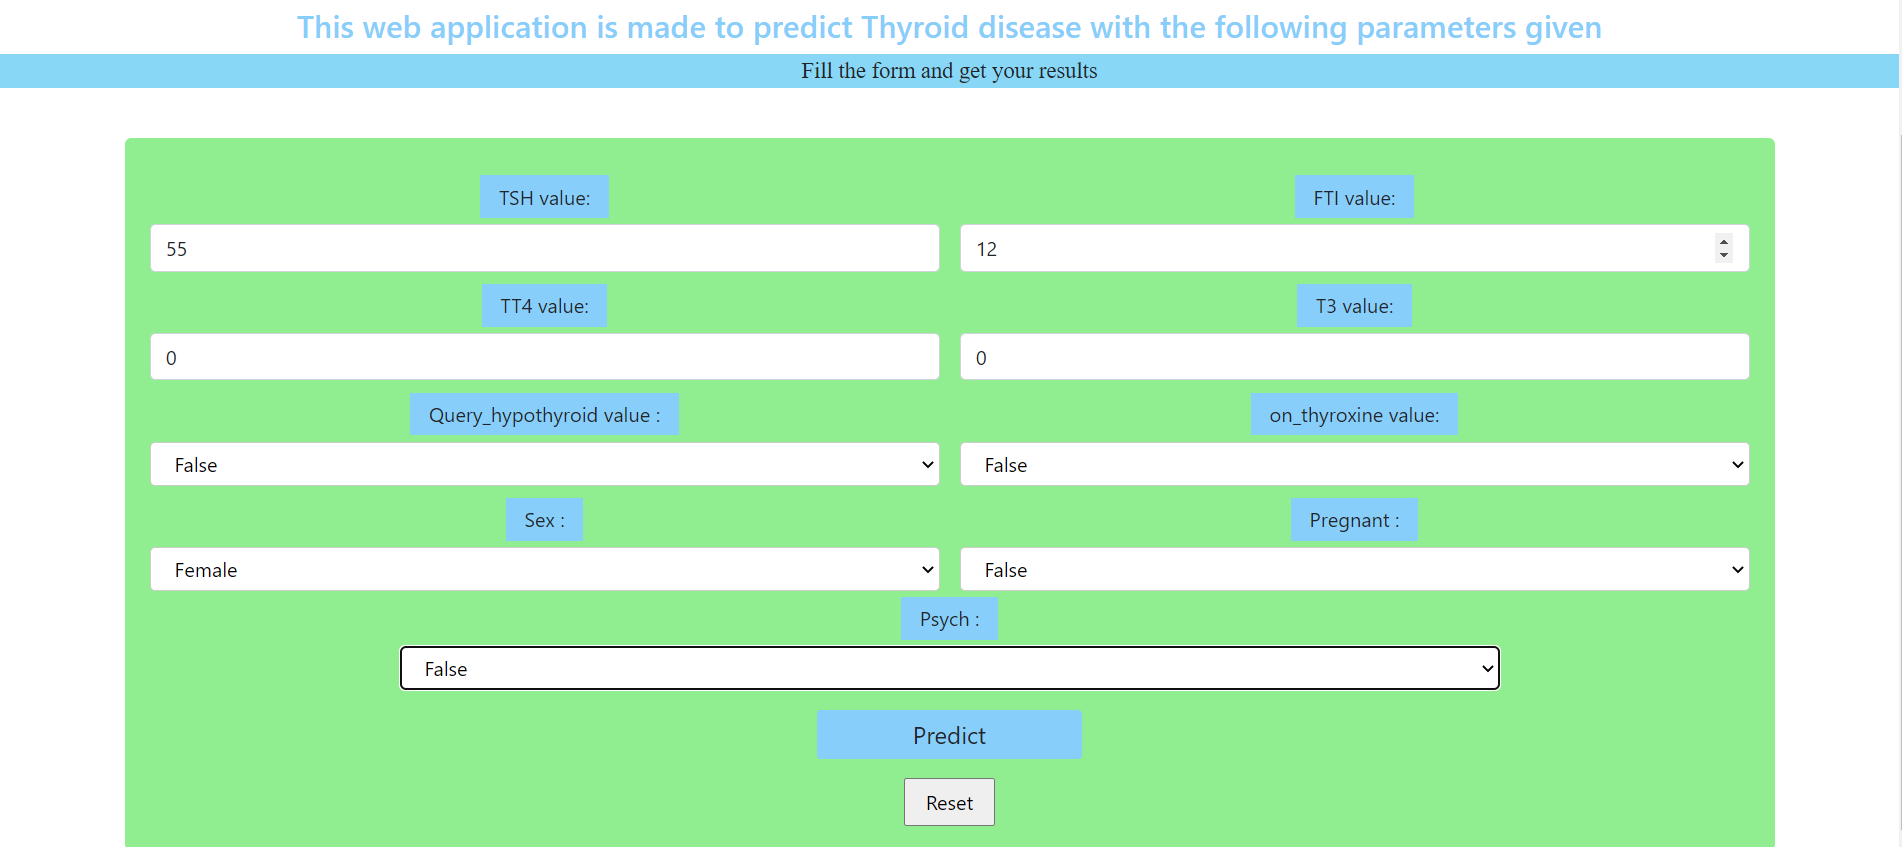 This web application is made to predict Thyroid disease with the following parameters given
Fill the form and get your results
TSH value:
FTI value:
55
12
TT4 value:
T3 value:
0
0
Query_hypothyroid value :
on_thyroxine value:
False
False
Sex :
Pregnant :
Female
False
Psych :
False
Predict
Reset